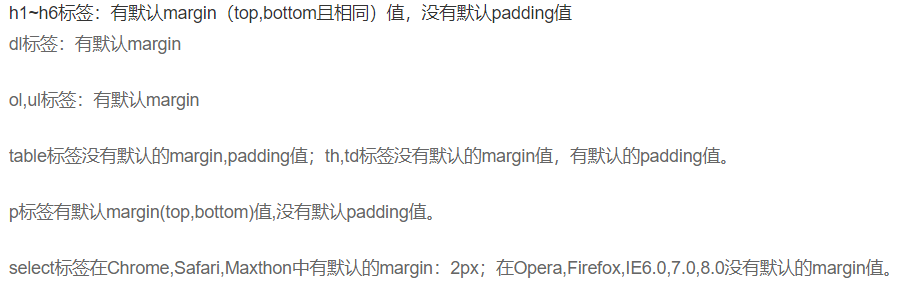 h1~h6标签：有默认margin（top,bottom且相同）值，没有默认padding值
dl标签：有默认margin
ol,ul标签：有默认margin
table标签没有默认的margin,padding值；th,td标签没有默认的margin值，有默认的padding值。
p标签有默认margin(top,bottom)值,没有默认padding值。
select标签在Chrome,Safari,Maxthon中有默认的margin：2px；在Opera,Firefox,IE6.0,7.0,8.0没有默认的margin值。